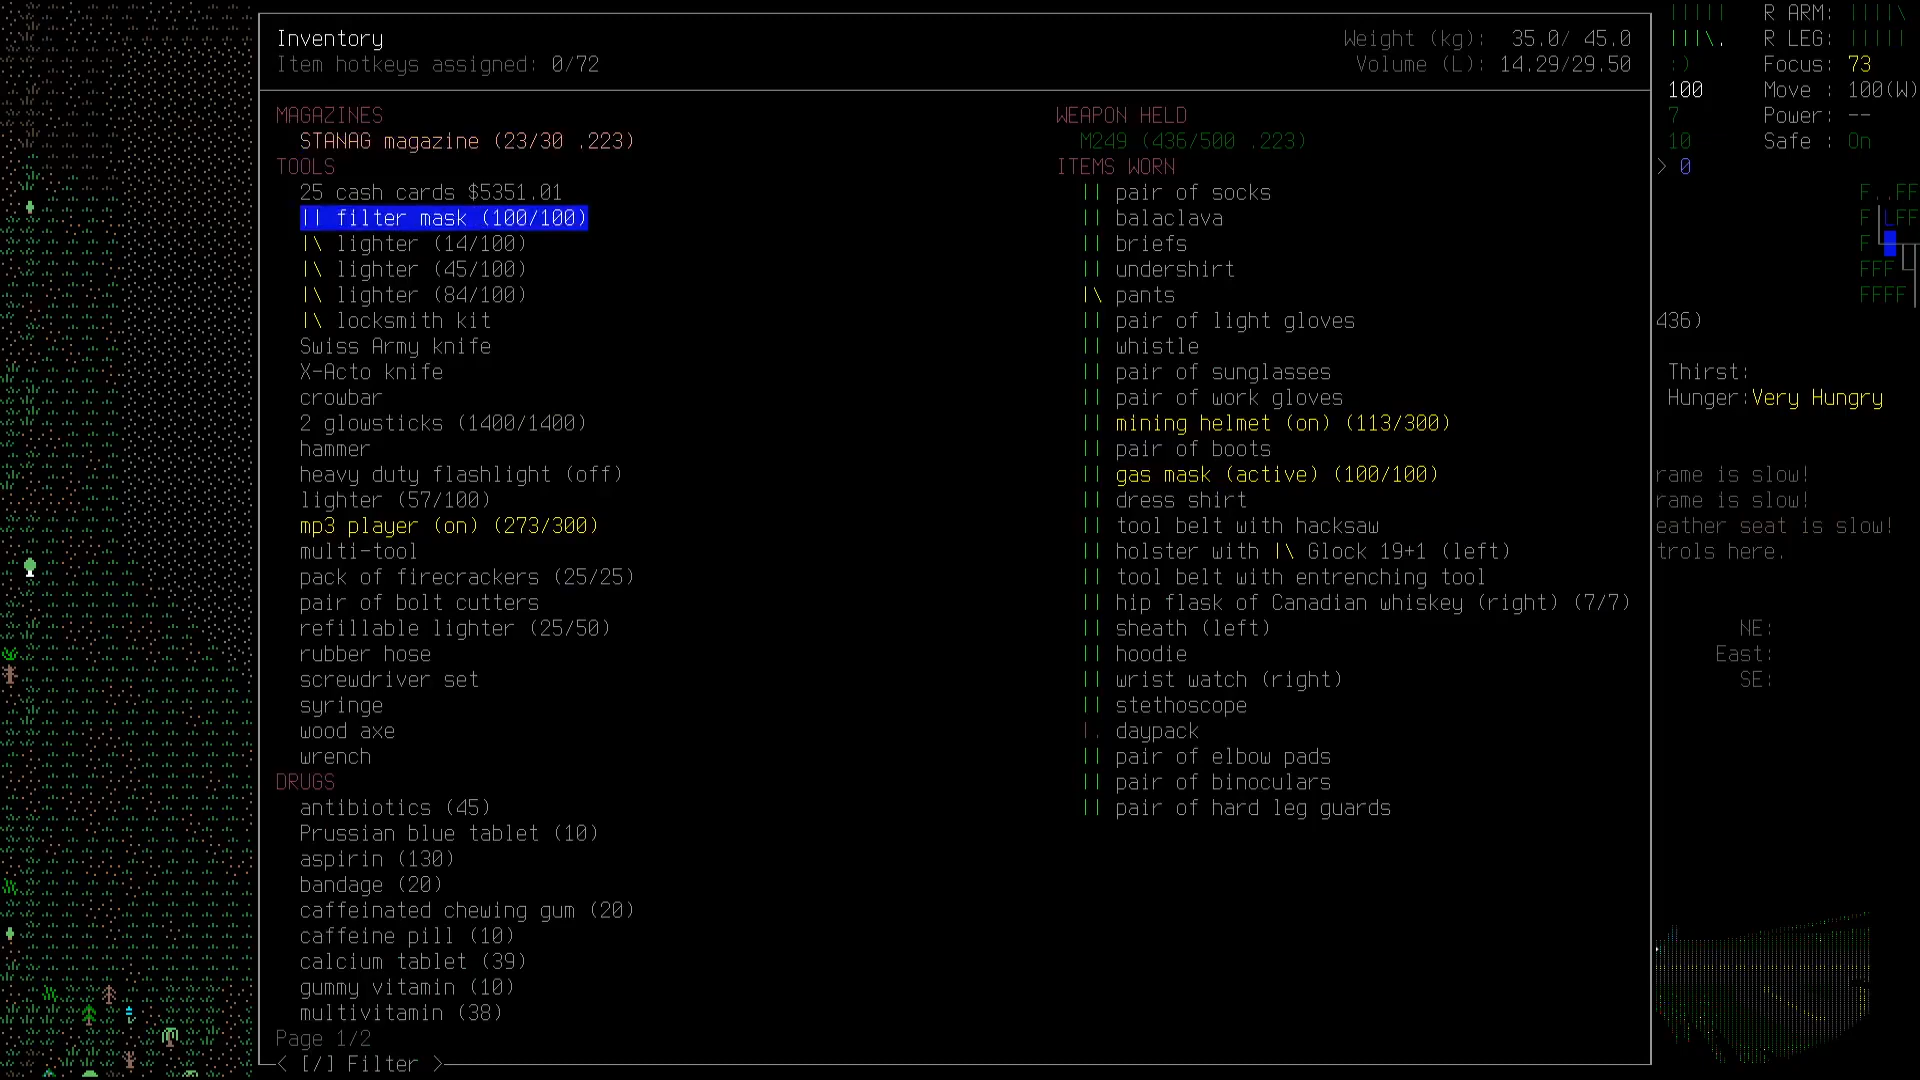 Inventory
Weight (kg): 35.0/ 45.0
Item hotkeys assigned: 0/72
Volume (L): 14.29/29.50
MAGAZINES
STANAG magazine (23/30 .223)
TOOLS
25 cash cards $5351.01
|| filter mask (100/100)
|\ lighter (14/100)
|\ lighter (45/100)
|\ lighter (84/100)
|\ locksmith kit
Swiss Army knife
X-Acto knife
crowbar
2 glowsticks (1400/1400)
hammer
heavy duty flashlight (off)
lighter (57/100)
mp3 player (on) (273/300)
multi-tool
pack of firecrackers (25/25)
pair of bolt cutters
refillable lighter (25/50)
rubber hose
screwdriver set
syringe
wood axe
wrench
DRUGS
antibiotics (45)
Prussian blue tablet (10)
aspirin (130)
bandage (20)
caffeinated chewing gum (20)
caffeine pill (10)
calcium tablet (39)
gummy vitamin (10)
multivitamin (38)
Page 1/2
< [/] Filter >
WEAPON HELD
M249 (436/500 .223)
ITEMS WORN
|| pair of socks
|| balaclava
|| briefs
|| undershirt
|\ pants
|| pair of light gloves
|| whistle
|| pair of sunglasses
|| pair of work gloves
|| mining helmet (on) (113/300)
|| pair of boots
|| gas mask (active) (100/100)
|| dress shirt
|| tool belt with hacksaw
|| holster with |\ Glock 19+1 (left)
|| tool belt with entrenching tool
|| hip flask of Canadian whiskey (right) (7/7)
|| sheath (left)
|| hoodie
|| wrist watch (right)
|| stethoscope
|. daypack
|| pair of elbow pads
|| pair of binoculars
|| pair of hard leg guards
||||| R ARM: ||||\
|||\. R LEG: |||||
:) Focus: 73
100 Move : 100(W)
7 Power: --
10 Safe : On
> 0
F..FF
F LFF
F
FFF
FFFF
436)
Thirst:
Hunger:Very Hungry
rame is slow!
rame is slow!
eather seat is slow!
trols here.
NE:
East:
SE: